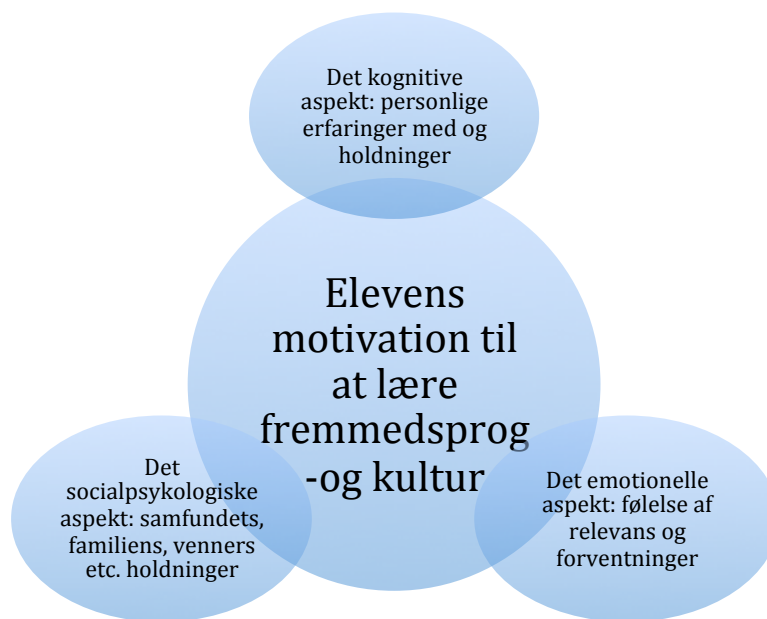 Det kognitive
aspekt: personlige
erfaringer med og
holdninger
Elevens
motivation til
at lære
fremmedsprog
-og kultur
Det
socialpsykologiske
aspekt: samfundets,
familiens, venners
etc. holdninger
Det emotionelle
aspekt: følelse af
relevans og
forventninger